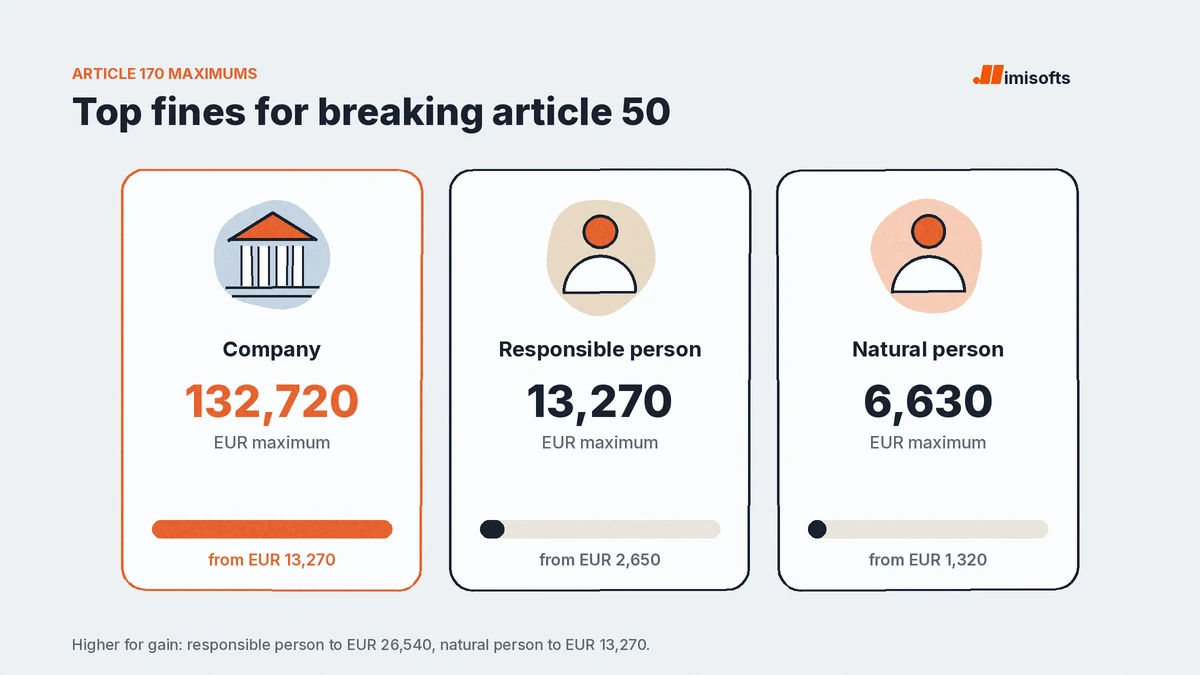 ARTICLE 170 MAXIMUMS
imisofts
Top fines for breaking article 50
Company
132,720
EUR maximum
from EUR 13,270
Responsible person
13,270
EUR maximum
from EUR 2,650
Natural person
6,630
EUR maximum
from EUR 1,320
Higher for gain: responsible person to EUR 26,540, natural person to EUR 13,270.